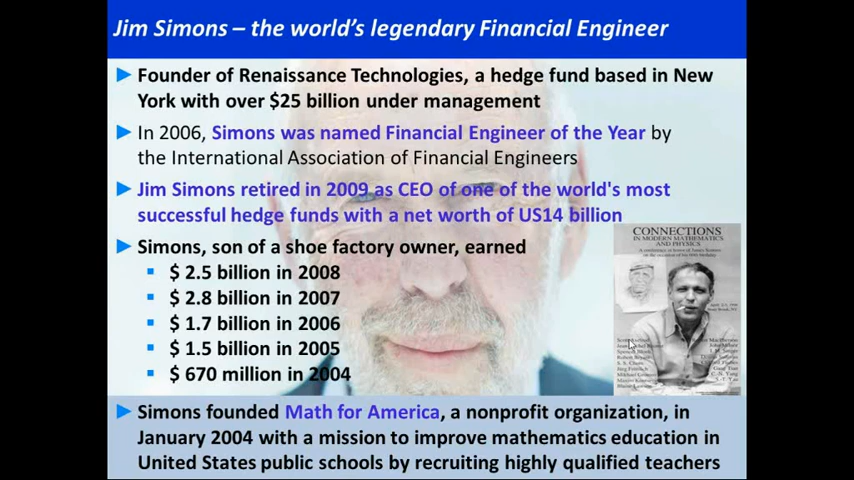 Jim Simons – the world's legendary Financial Engineer
Founder of Renaissance Technologies, a hedge fund based in New
York with over $25 billion under management
In 2006, Simons was named Financial Engineer of the Year by
the International Association of Financial Engineers
Jim Simons retired in 2009 as CEO of one of the world's most
successful hedge funds with a net worth of US14 billion
Simons, son of a shoe factory owner, earned
$ 2.5 billion in 2008
$ 2.8 billion in 2007
$ 1.7 billion in 2006
$ 1.5 billion in 2005
$ 670 million in 2004
CONNECTIONS
IN MODERN MATHEMATICS
AND PHYSICS
Simons founded Math for America, a nonprofit organization, in
January 2004 with a mission to improve mathematics education in
United States public schools by recruiting highly qualified teachers